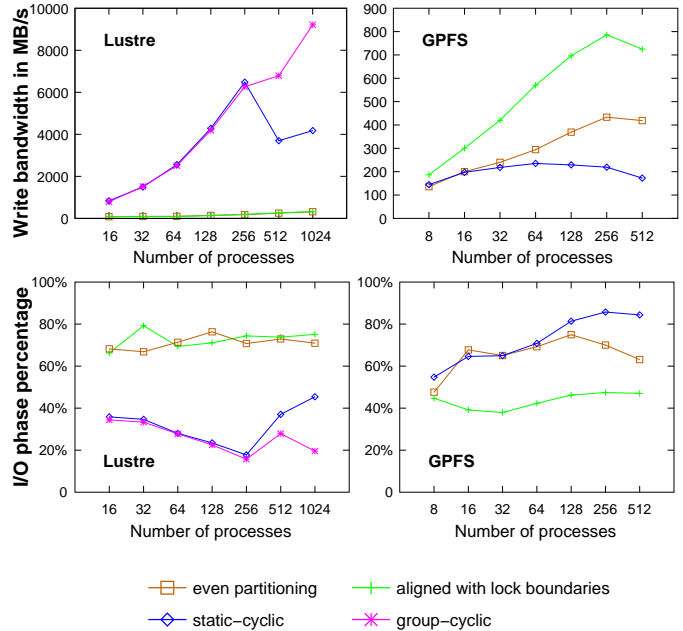 Write bandwidth in MB/s
Lustre
10000
8000
6000
4000
2000
0
16 32 64 128 256 512 1024
Number of processes
GPFS
900
800
700
600
500
400
300
200
100
0
8 16 32 64 128 256 512
Number of processes
I/O phase percentage
100%
80%
60%
40%
20%
0
Lustre
16 32 64 128 256 512 1024
Number of processes
100%
80%
60%
40%
20%
0
GPFS
8 16 32 64 128 256 512
Number of processes
even partitioning
aligned with lock boundaries
static-cyclic
group-cyclic